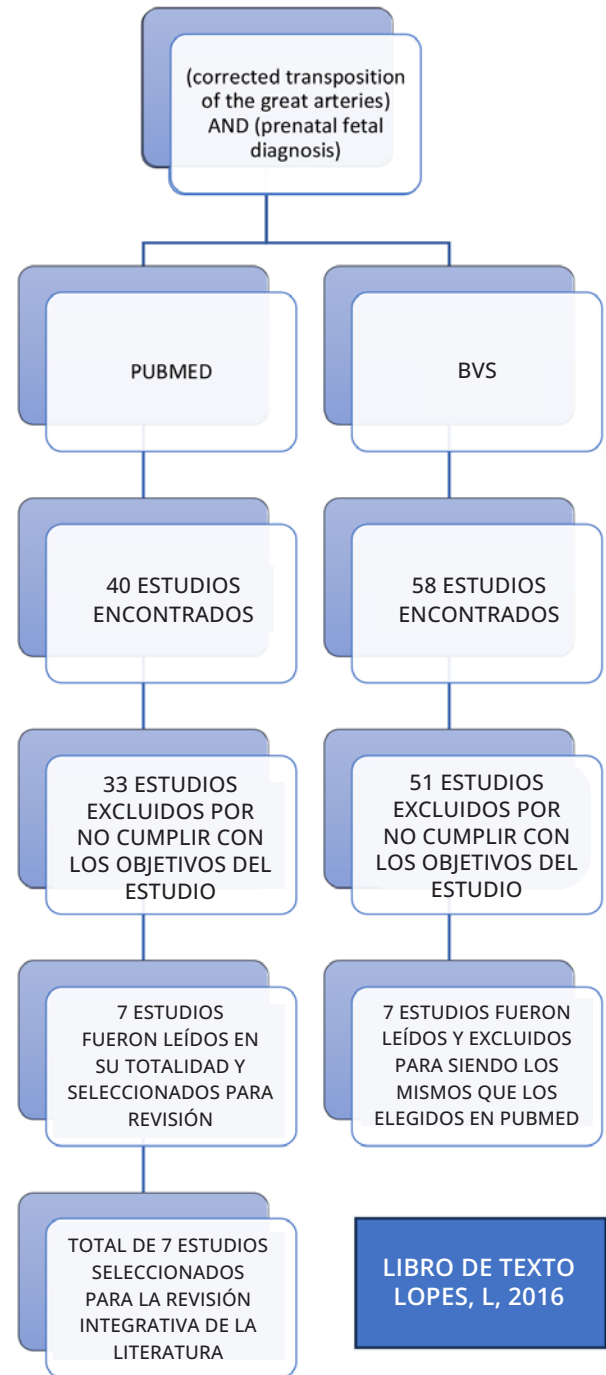 (corrected transposition
of the great arteries)
AND (prenatal fetal
diagnosis)
PUBMED
BVS
40 ESTUDIOS
ENCONTRADOS
58 ESTUDIOS
ENCONTRADOS
33 ESTUDIOS
EXCLUIDOS POR
NO CUMPLIR CON
LOS OBJETIVOS DEL
ESTUDIO
51 ESTUDIOS
EXCLUIDOS POR
NO CUMPLIR CON
LOS OBJETIVOS DEL
ESTUDIO
7 ESTUDIOS
FUERON LEÍDOS EN
SU TOTALIDAD Y
SELECCIONADOS PARA
REVISIÓN
7 ESTUDIOS FUERON
LEÍDOS Y EXCLUIDOS
PARA SIENDO LOS
MISMOS QUE LOS
ELEGIDOS EN PUBMED
TOTAL DE 7 ESTUDIOS
SELECCIONADOS
PARA LA REVISIÓN
INTEGRATIVA DE LA
LITERATURA
LIBRO DE TEXTO
LOPES, L, 2016